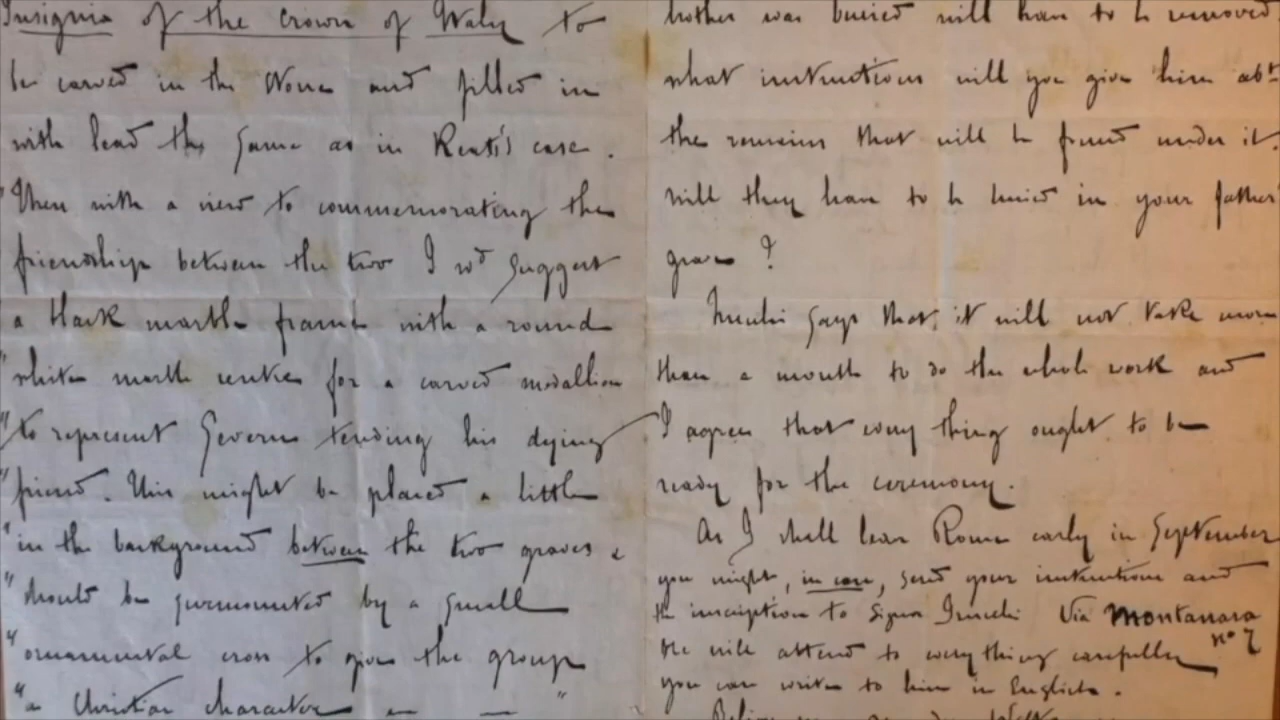 Insignia of the Crown of Italy to
be carved in the stone and filled in
with lead the same as in Keats's case.
"Then with a view to commemorating the
friendship between the two I wd suggest
a black marble frame with a round
"white marble centre for a carved medallion
"to represent Severn tending his dying
"friend. This might be placed a little
"in the background between the two graves &
"should be surmounted by a small
"ornamental cross to give the group
"a Christian character — — "
brother was buried will have to be removed
what instructions will you give him abt
the remains that will be found under it.
will they have to be buried in your father's
grave?
says that it will not take more
than a month to do the whole work and
I agree that every thing ought to be
ready for the ceremony.
As I shall leave Rome early in September
you might, in case, send your instructions and
the inscription to Signor Via Montanara
no 7
He will attend to everything carefully
you can write to him in English.